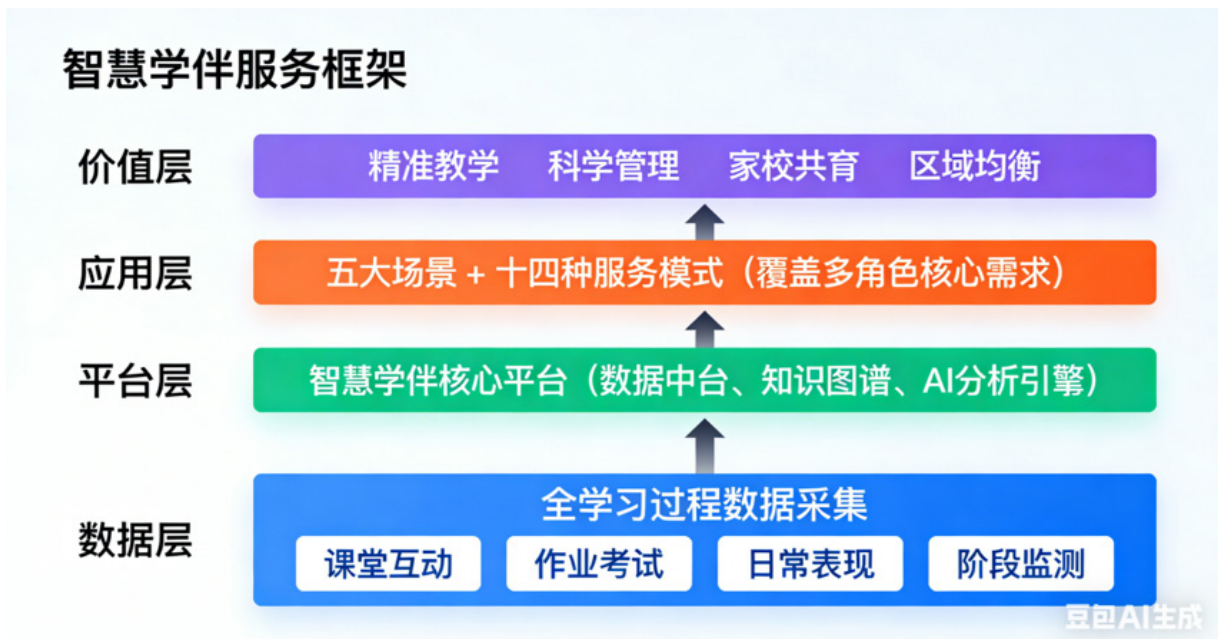 智慧学伴服务框架
价值层
精准教学 科学管理 家校共育 区域均衡
应用层
五大场景 + 十四种服务模式（覆盖多角色核心需求）
平台层
智慧学伴核心平台（数据中台、知识图谱、AI分析引擎）
数据层
全学习过程数据采集
课堂互动 作业考试 日常表现 阶段监测
豆包AI生成